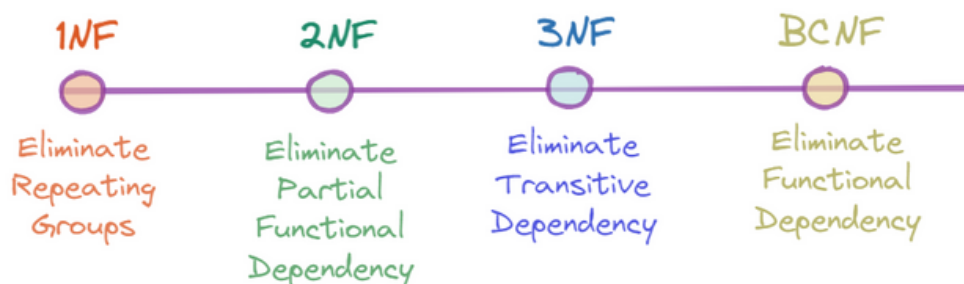 1NF
2NF
3NF
BCNF
Eliminate
Repeating
Groups
Eliminate
Partial
Functional
Dependency
Eliminate
Transitive
Dependency
Eliminate
Functional
Dependency